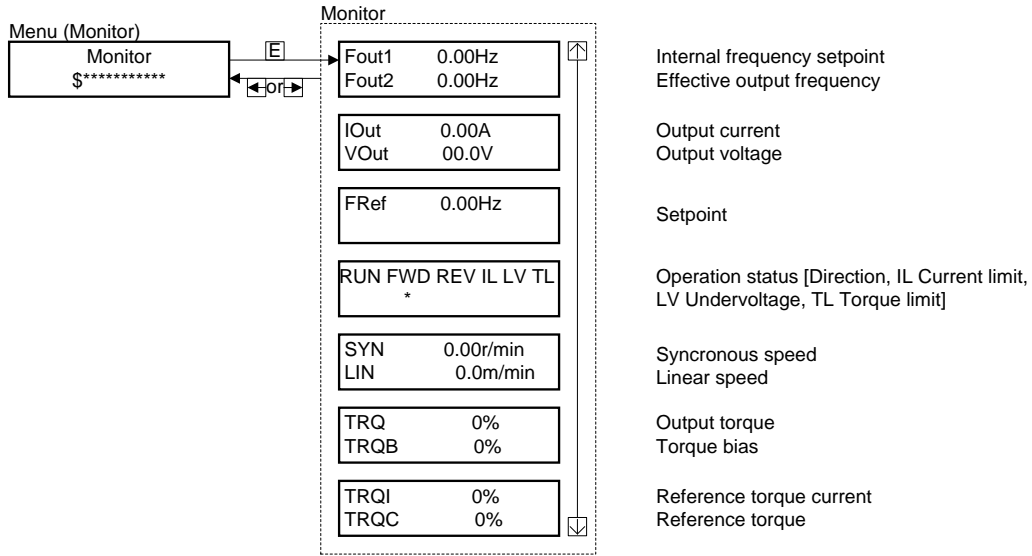 Monitor
Menu (Monitor)
Monitor
$***********
E
or
Fout1 0.00Hz
Fout2 0.00Hz
Internal frequency setpoint
Effective output frequency
IOut 0.00A
VOut 00.0V
Output current
Output voltage
FRef 0.00Hz
Setpoint
RUN FWD REV IL LV TL
*
Operation status [Direction, IL Current limit,
LV Undervoltage, TL Torque limit]
SYN 0.00r/min
LIN 0.0m/min
Syncronous speed
Linear speed
TRQ 0%
TRQB 0%
Output torque
Torque bias
TRQI 0%
TRQC 0%
Reference torque current
Reference torque